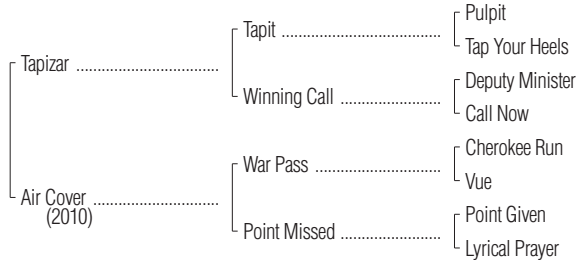 Pulpit
Tapit ..........................................
Tap Your Heels
Tapizar ...............................................
Deputy Minister
Winning Call ................................
Call Now
Cherokee Run
War Pass ....................................
Vue
Air Cover .........................................
(2010)
Point Given
Point Missed ................................
Lyrical Prayer